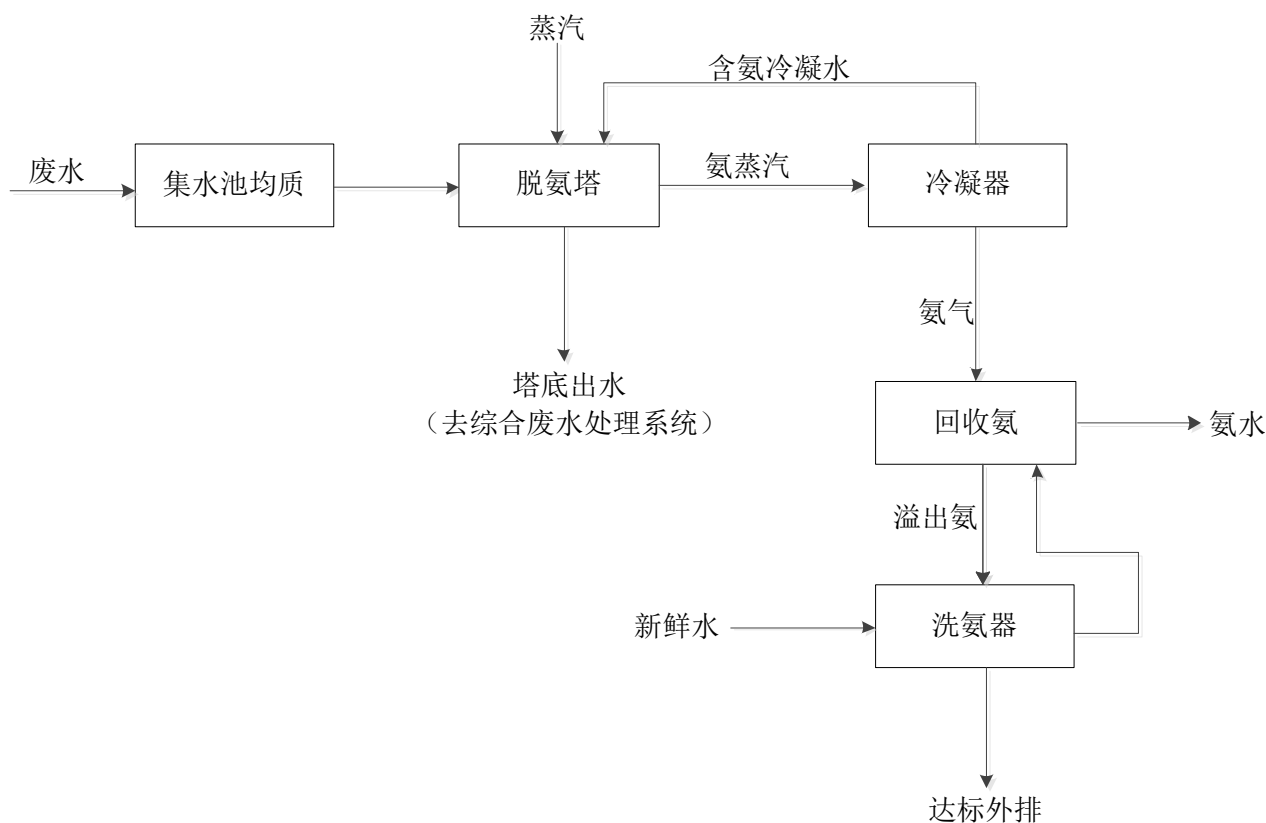 蒸汽
含氨冷凝水
废水
集水池均质
脱氨塔
氨蒸汽
冷凝器
氨气
塔底出水
（去综合废水处理系统）
回收氨
氨水
溢出氨
新鲜水
洗氨器
达标外排